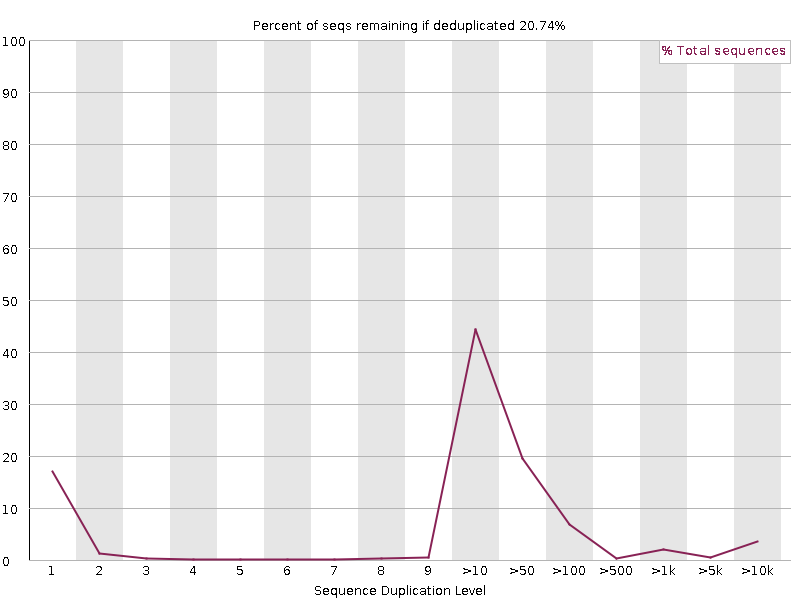 Percent of seqs remaining if deduplicated 20.74%
% Total sequences
100
90
80
70
60
50
40
30
20
10
0
1 2 3 4 5 6 7 8 9 >10 >50 >100 >500 >1k >5k >10k
Sequence Duplication Level